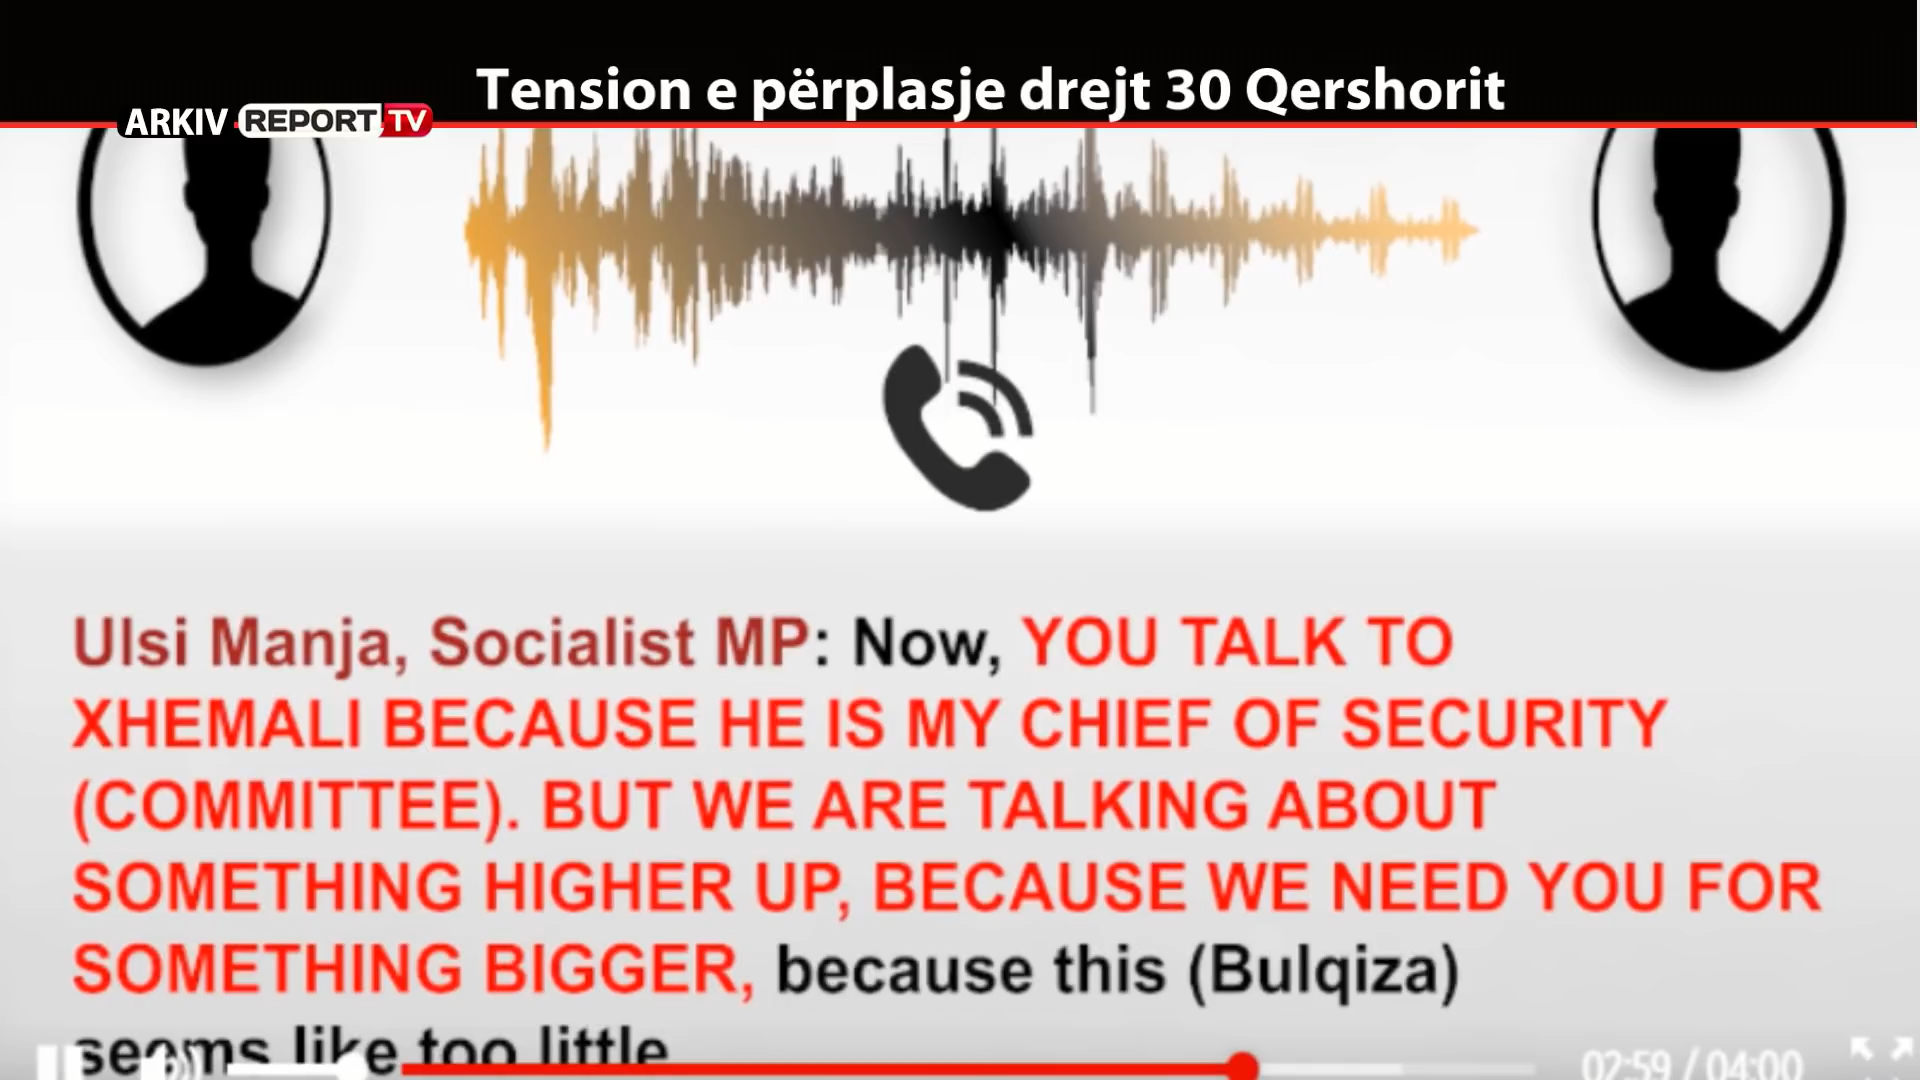 Tension e përplasje drejt 30 Qershorit
ARKIV REPORT TV
Ulsi Manja, Socialist MP: Now, YOU TALK TO
XHEMALI BECAUSE HE IS MY CHIEF OF SECURITY
(COMMITTEE). BUT WE ARE TALKING ABOUT
SOMETHING HIGHER UP, BECAUSE WE NEED YOU FOR
SOMETHING BIGGER, because this (Bulqiza)
seems like too little
02:59 / 04:00